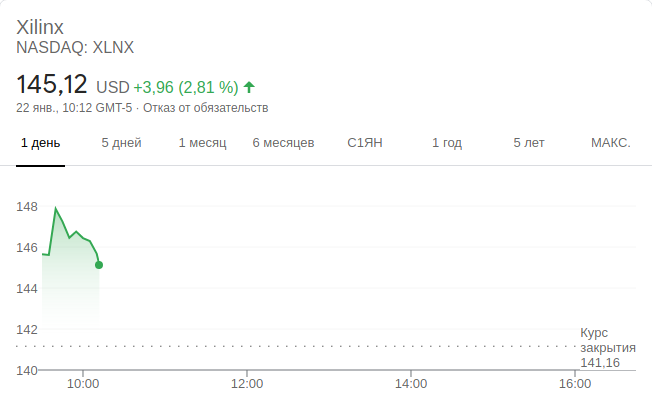 Xilinx
NASDAQ: XLNX
145,12 USD +3,96 (2,81 %)
22 янв., 10:12 GMT-5 · Отказ от обязательств
1 день 5 дней 1 месяц 6 месяцев С1ЯН 1 год 5 лет МАКС.
148
146
144
142
Курс
закрытия
141,16
140
10:00 12:00 14:00 16:00